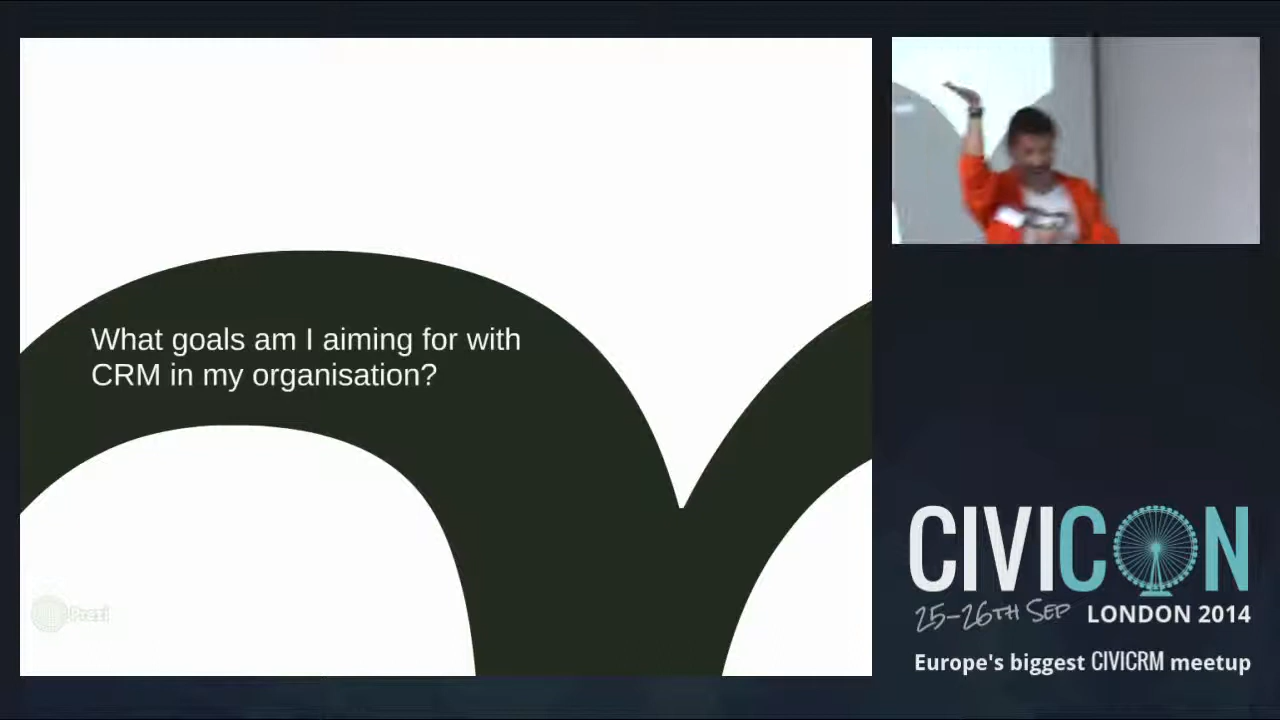 What goals am I aiming for with
CRM in my organisation?
Prezi
CIVICON
25-26TH SEP LONDON 2014
Europe's biggest CIVICRM meetup